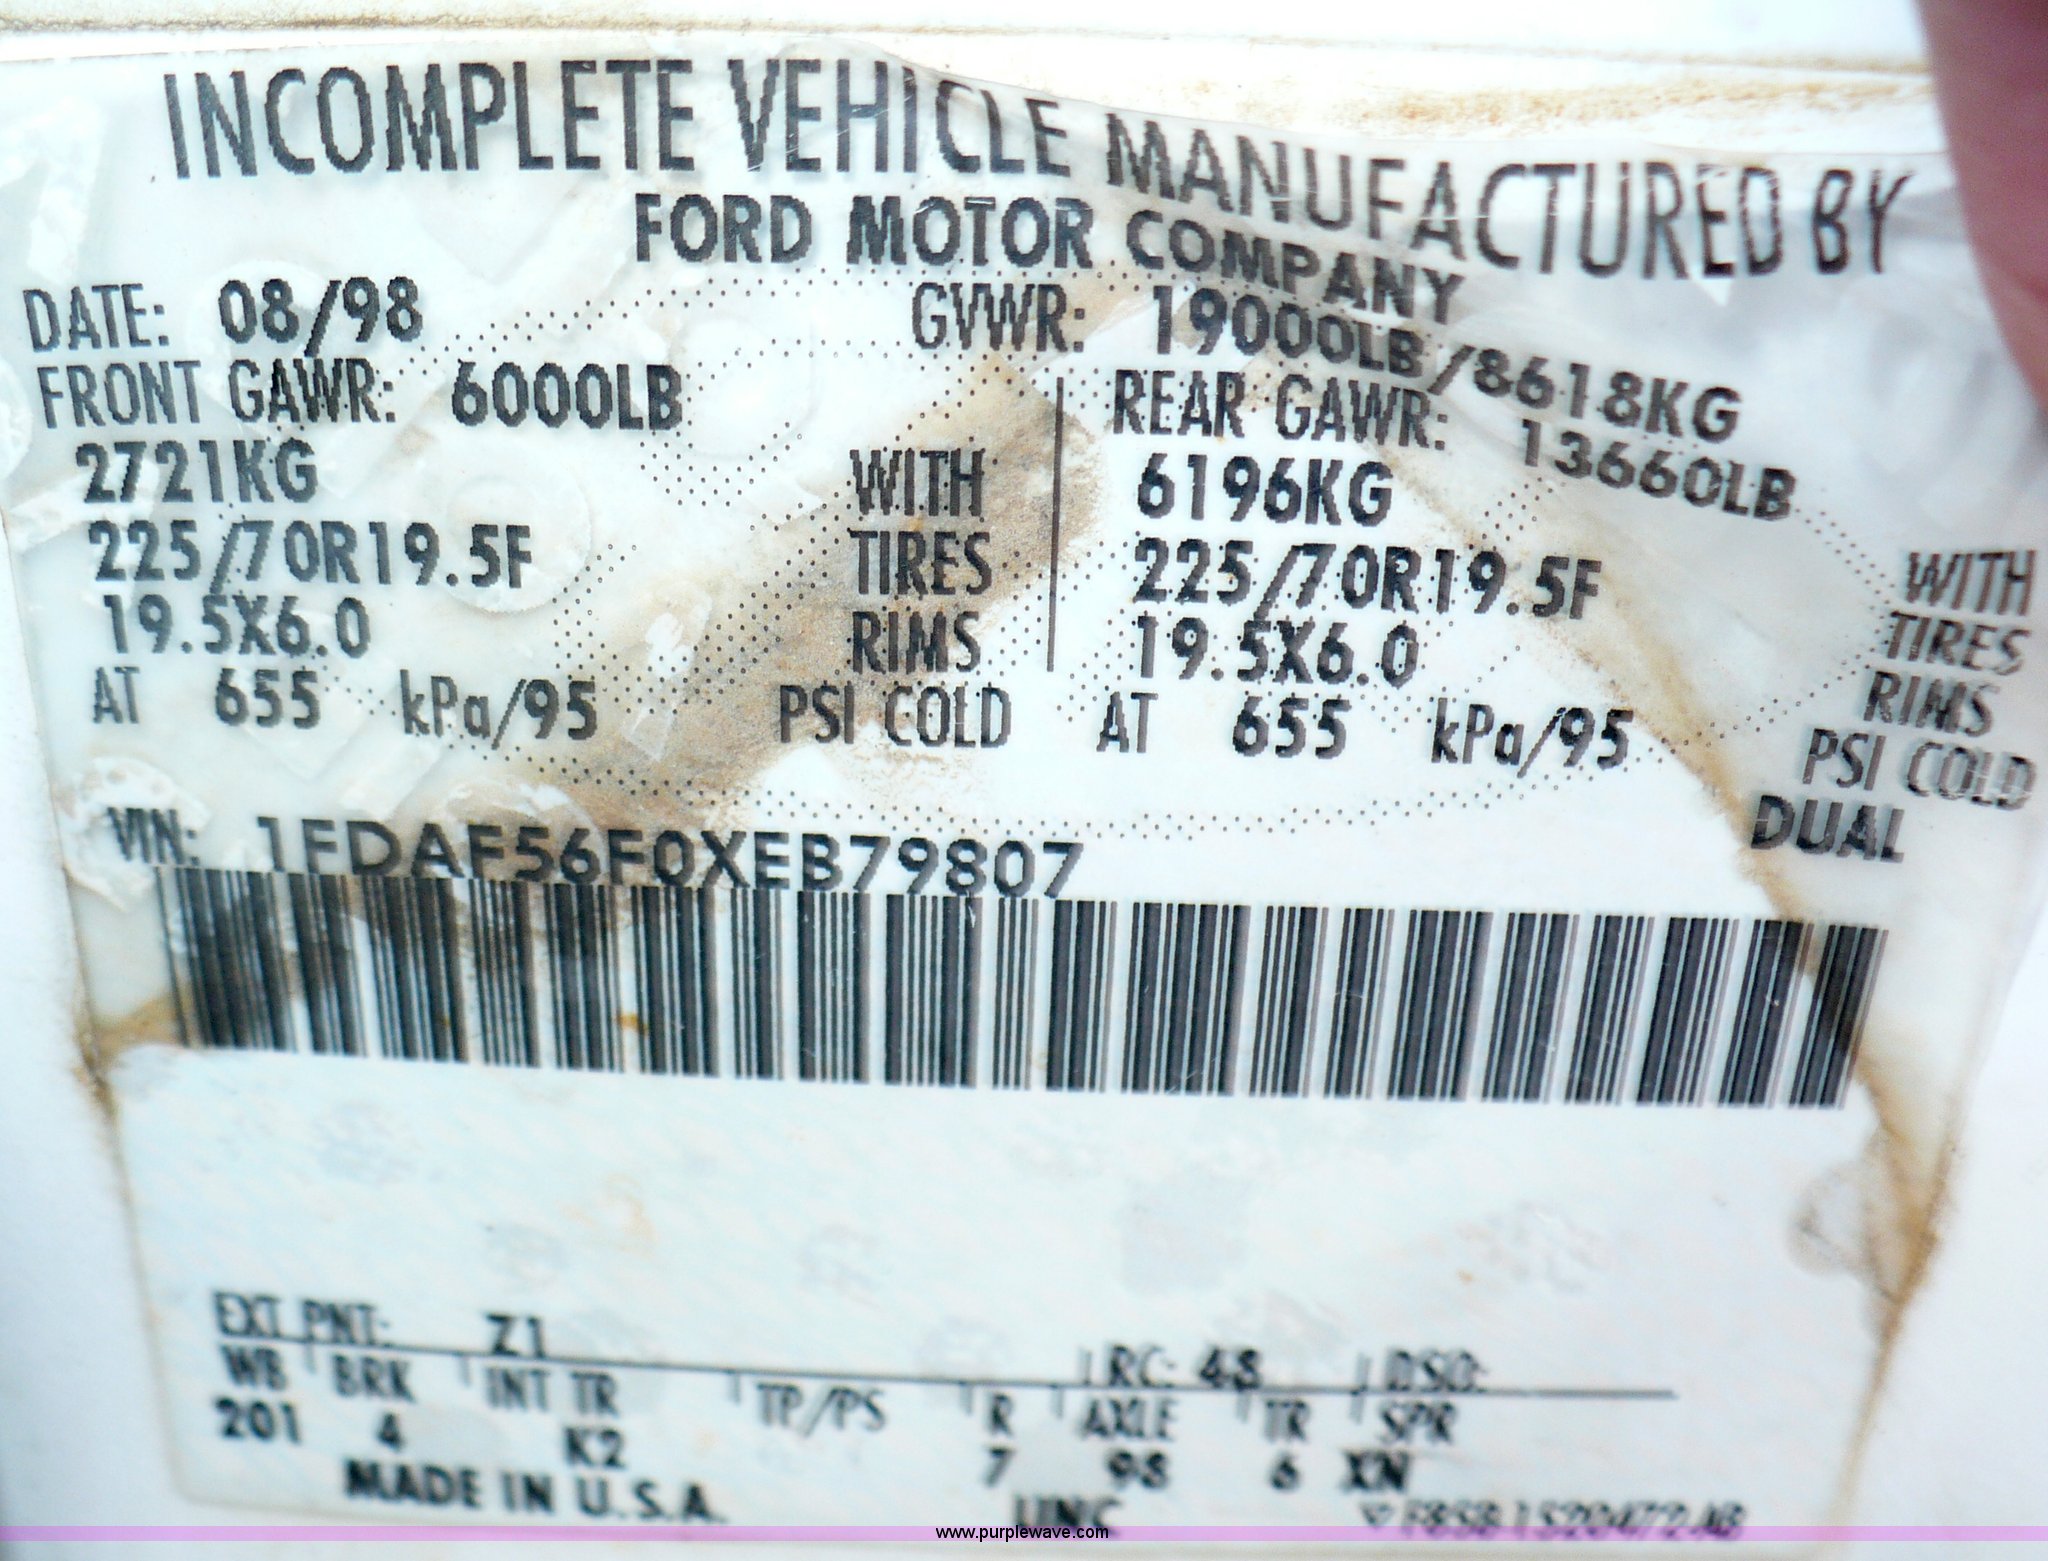 INCOMPLETE VEHICLE MANUFACTURED BY
FORD MOTOR COMPANY
DATE: 08/98 GVWR: 19000LB/8618KG
FRONT GAWR: 6000LB REAR GAWR: 13660LB
2721KG WITH 6196KG WITH
225/70R19.5F TIRES 225/70R19.5F TIRES
19.5X6.0 RIMS 19.5X6.0 RIMS
AT 655 kPa/95 PSI COLD AT 655 kPa/95 PSI COLD
DUAL
VIN: 1FDAF56F0XEB79807
EXT PNT: Z1 RC: 48 DSO:
WB BRK INT TR TP/PS R AXLE TR SPR
201 4 K2 7 98 6 XN
MADE IN U.S.A. UNC
www.purplewave.com